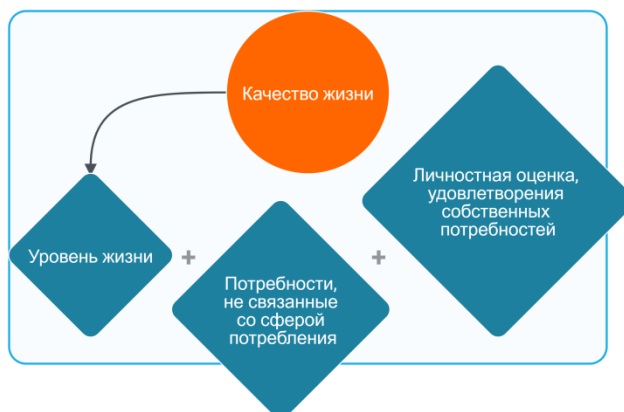 Качество жизни
Личностная оценка,
удовлетворения
собственных
потребностей
Уровень жизни
+
+
Потребности,
не связанные
со сферой
потребления